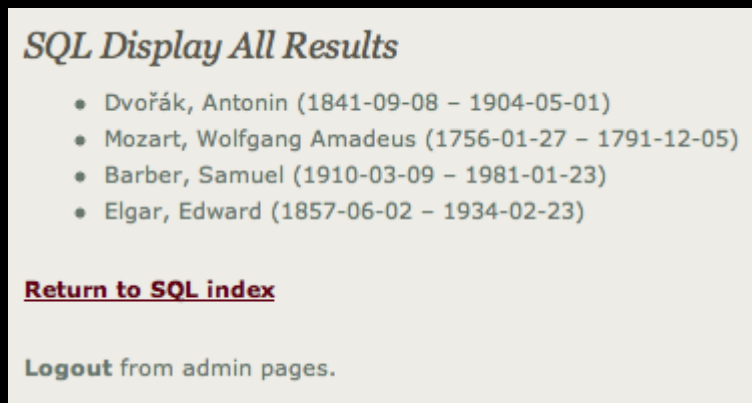 SQL Display All Results
• Dvořák, Antonin (1841-09-08 – 1904-05-01)
• Mozart, Wolfgang Amadeus (1756-01-27 – 1791-12-05)
• Barber, Samuel (1910-03-09 – 1981-01-23)
• Elgar, Edward (1857-06-02 – 1934-02-23)
Return to SQL index
Logout from admin pages.